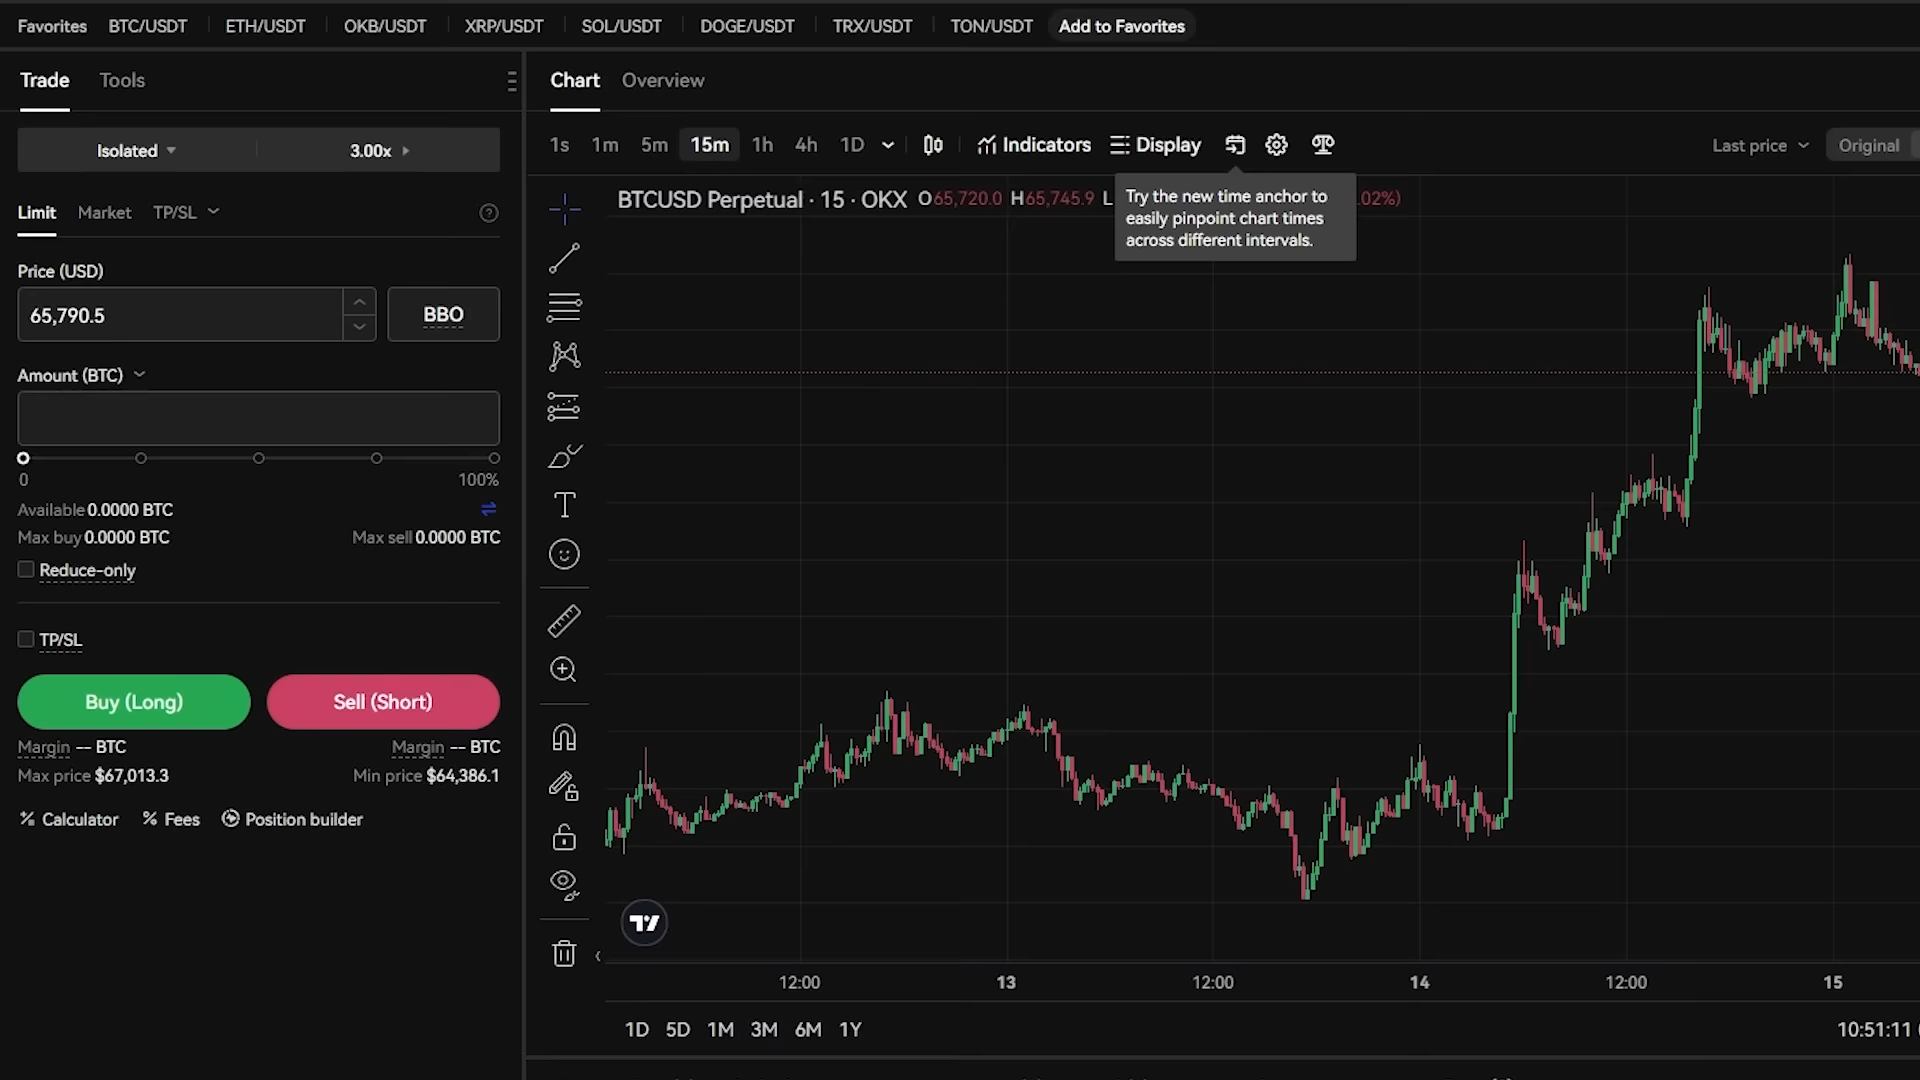 Favorites BTC/USDT ETH/USDT OKB/USDT XRP/USDT SOL/USDT DOGE/USDT TRX/USDT TON/USDT Add to Favorites
Trade Tools
Chart Overview
Isolated 3.00x
1s 1m 5m 15m 1h 4h 1D Indicators Display Last price Original
Limit Market TP/SL
BTCUSD Perpetual · 15 · OKX O65,720.0 H65,745.9 L .02%)
Try the new time anchor to
easily pinpoint chart times
across different intervals.
Price (USD)
65,790.5 BBO
Amount (BTC)
0 100%
Available 0.0000 BTC
Max buy 0.0000 BTC Max sell 0.0000 BTC
Reduce-only
TP/SL
Buy (Long) Sell (Short)
Margin -- BTC Margin -- BTC
Max price $67,013.3 Min price $64,386.1
Calculator Fees Position builder
12:00 13 12:00 14 12:00 15
1D 5D 1M 3M 6M 1Y 10:51:11